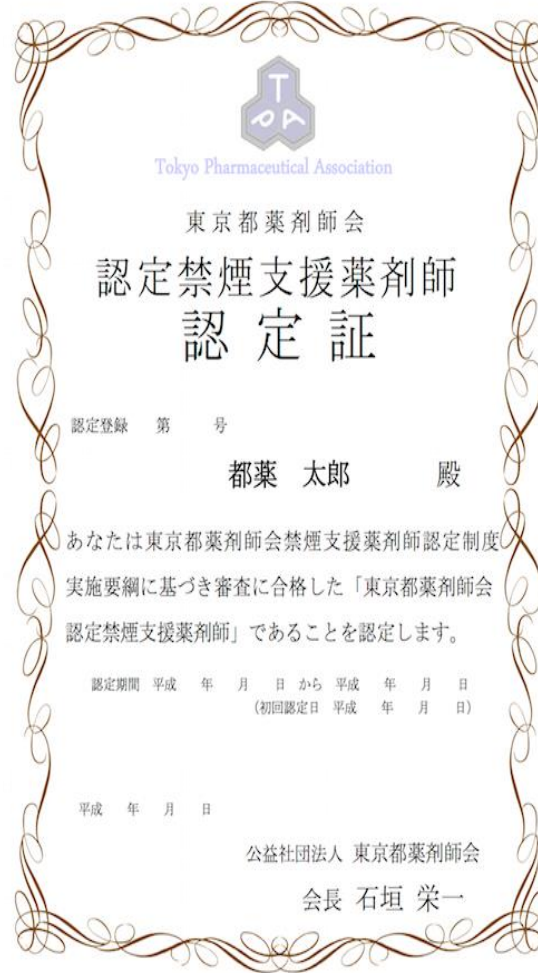 T
P A
Tokyo Pharmaceutical Association
東京都薬剤師会
認定禁煙支援薬剤師
認定証
認定登録 第 号
都薬 太郎 殿
あなたは東京都薬剤師会禁煙支援薬剤師認定制度
実施要綱に基づき審査に合格した「東京都薬剤師会
認定禁煙支援薬剤師」であることを認定します。
認定期間 平成 年 月 日 から 平成 年 月 日
(初回認定日 平成 年 月 日)
平成 年 月 日
公益社団法人 東京都薬剤師会
会長 石垣 栄一